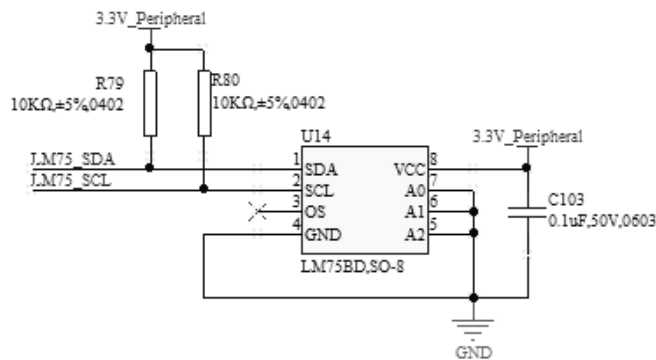 3.3V_Peripheral
R79
10KΩ,±5%,0402
R80
10KΩ,±5%,0402
U14
3.3V_Peripheral
LM75_SDA
LM75_SCL
1 SDA VCC 8
2 SCL A0 7
3 OS A1 6
4 GND A2 5
C103
0.1uF,50V,0603
LM75BD,SO-8
GND